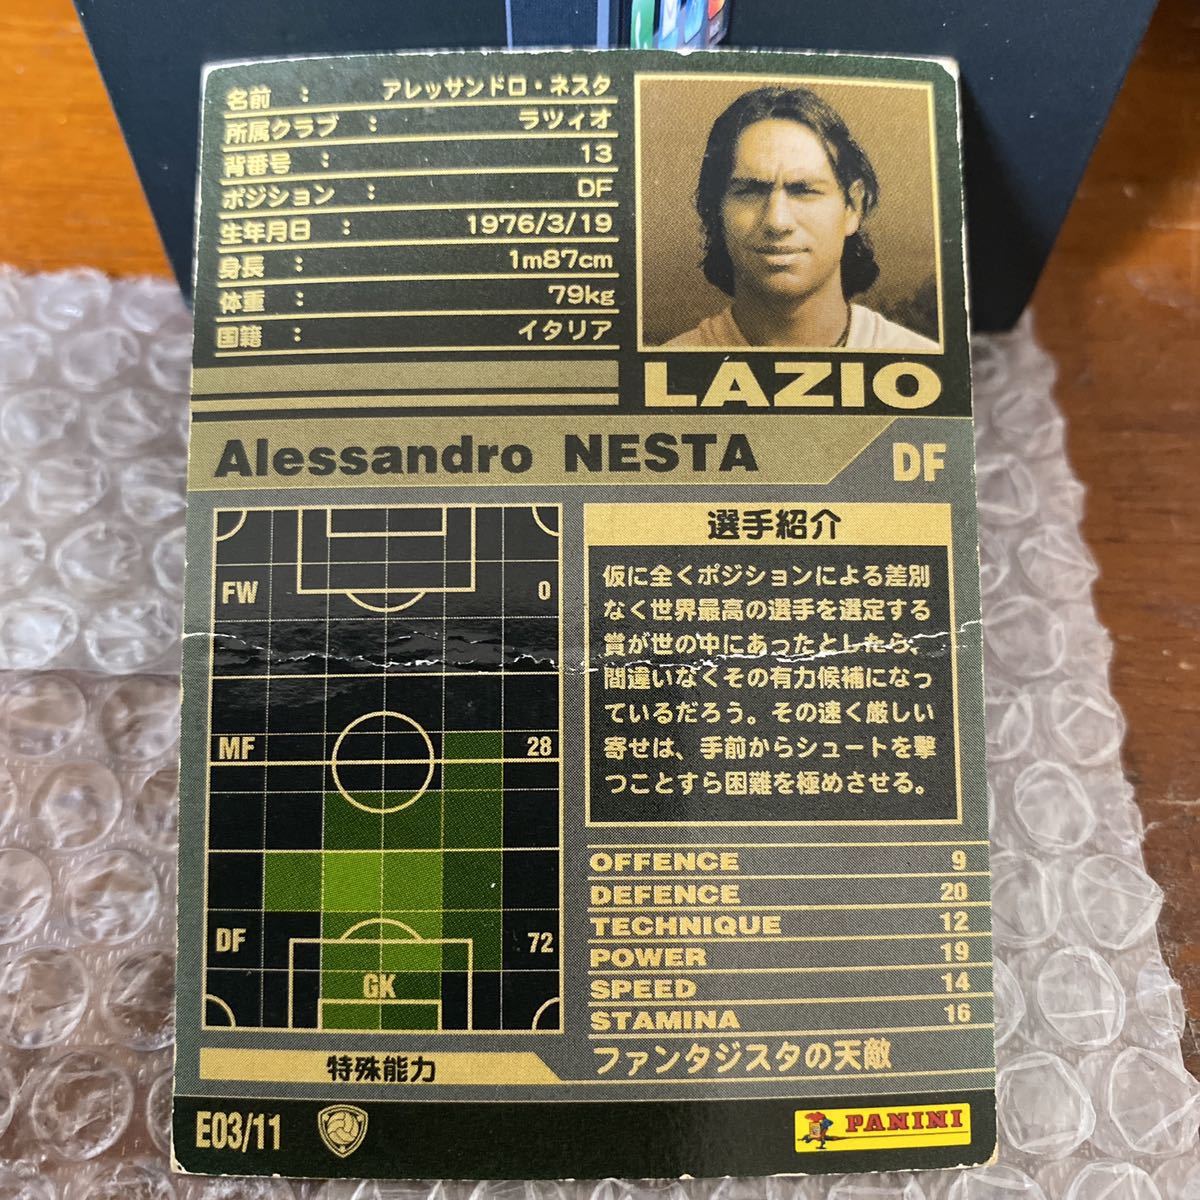 名前 : アレッサンドロ・ネスタ
所属クラブ : ラツィオ
背番号 : 13
ポジション : DF
生年月日 : 1976/3/19
身長 : 1m87cm
体重 : 79kg
国籍 : イタリア
LAZIO
Alessandro NESTA
DF
FW 0
MF 28
DF 72
GK
選手紹介
仮に全くポジションによる差別
なく世界最高の選手を選定する
賞が世の中にあったとしたら、
間違いなくその有力候補になっ
ているだろう。その速く厳しい
寄せは、手前からシュートを撃
つことすら困難を極めさせる。
OFFENCE 9
DEFENCE 20
TECHNIQUE 12
POWER 19
SPEED 14
STAMINA 16
特殊能力
ファンタジスタの天敵
E03/11
PANINI